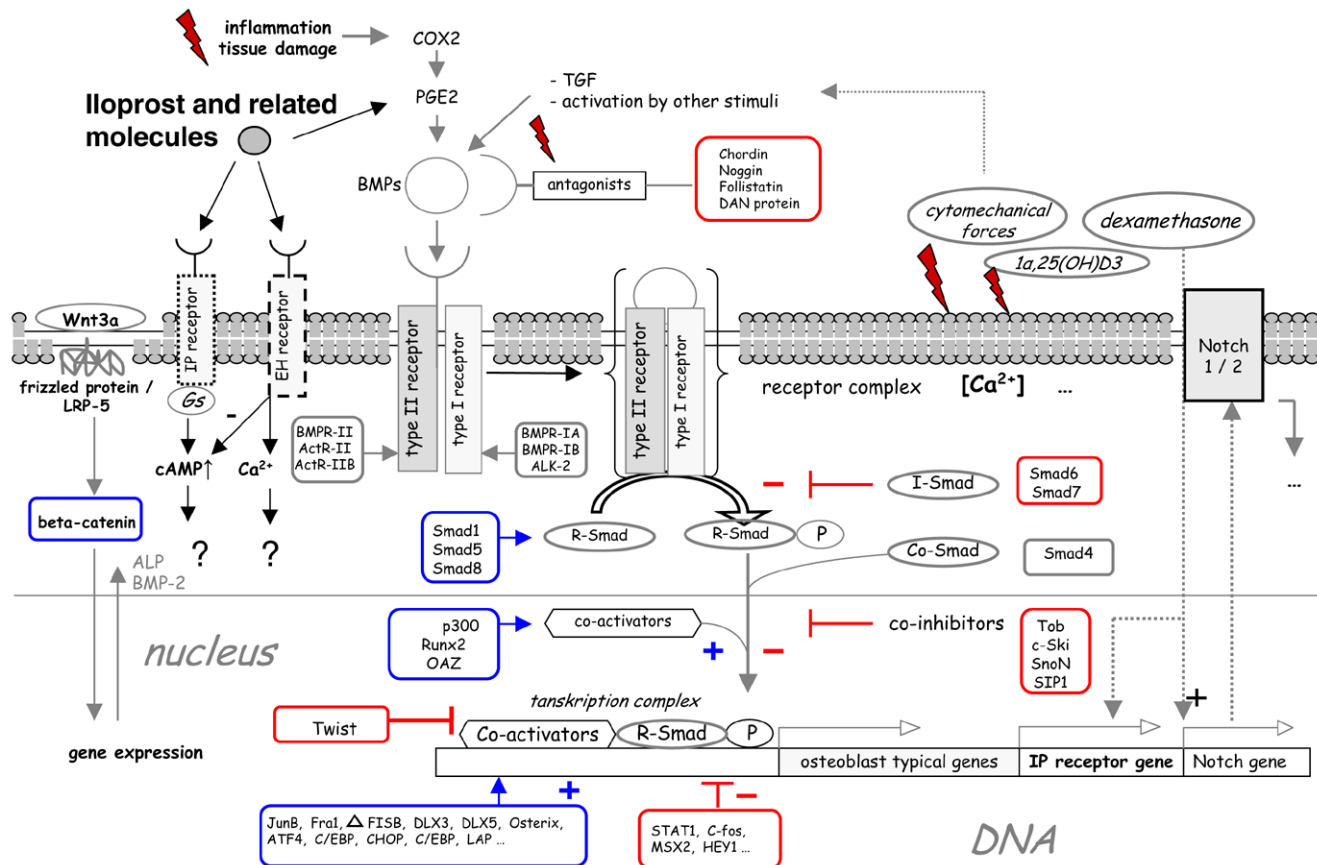 inflammation
tissue damage
COX2
PGE2
- TGF
- activation by other stimuli
Iloprost and related
molecules
BMPs
antagonists
Chordin
Noggin
Follistatin
DAN protein
cytomechanical
forces
dexamethasone
1a,25(OH)D3
Wnt3a
IP receptor
EH receptor
type II receptor
type I receptor
type II receptor
type I receptor
Notch
1 / 2
frizzled protein /
LRP-5
Gs
-
receptor complex
[Ca2+]
...
BMPR-II
ActR-II
ActR-IIB
BMPR-IA
BMPR-IB
ALK-2
cAMP↑
Ca2+
...
beta-catenin
?
?
Smad1
Smad5
Smad8
R-Smad
R-Smad
P
–
I-Smad
Smad6
Smad7
Co-Smad
Smad4
ALP
BMP-2
nucleus
p300
Runx2
OAZ
co-activators
+
–
co-inhibitors
Tob
c-Ski
SnoN
SIP1
+
tanskription complex
Twist
Co-activators
R-Smad
P
gene expression
osteoblast typical genes
IP receptor gene
Notch gene
+
–
JunB, Fra1, Δ FISB, DLX3, DLX5, Osterix,
ATF4, C/EBP, CHOP, C/EBP, LAP ...
STAT1, C-fos,
MSX2, HEY1 ...
DNA